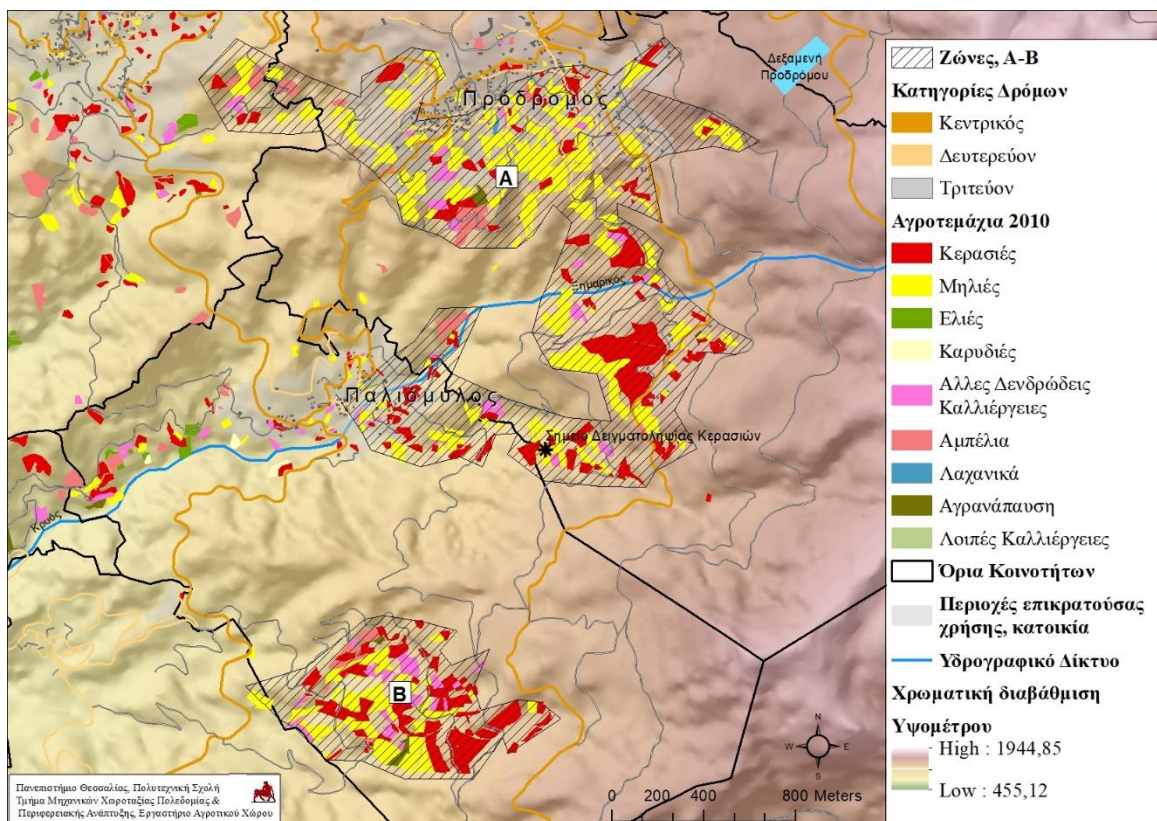 Δεξαμενή
Προδρόμου
Πρόδρομος
A
Ξημαρικός
Παλιόμυλος
Σημείο Δειγματοληψίας Κερασιών
Κρυός
B
Ζώνες, Α-Β
Κατηγορίες Δρόμων
Κεντρικός
Δευτερεύον
Τριτεύον
Αγροτεμάχια 2010
Κερασιές
Μηλιές
Ελιές
Καρυδιές
Αλλες Δενδρώδεις
Καλλιέργειες
Αμπέλια
Λαχανικά
Αγρανάπαυση
Λοιπές Καλλιέργειες
Όρια Κοινοτήτων
Περιοχές επικρατούσας
χρήσης, κατοικία
Υδρογραφικό Δίκτυο
Χρωματική διαβάθμιση
Υψομέτρου
High : 1944,85
Low : 455,12
N
W E
S
0 200 400 800 Meters
Πανεπιστήμιο Θεσσαλίας, Πολυτεχνική Σχολή
Τμήμα Μηχανικών Χωροταξίας Πολεδομίας &
Περιφερειακής Ανάπτυξης, Εργαστήριο Αγροτικού Χώρου